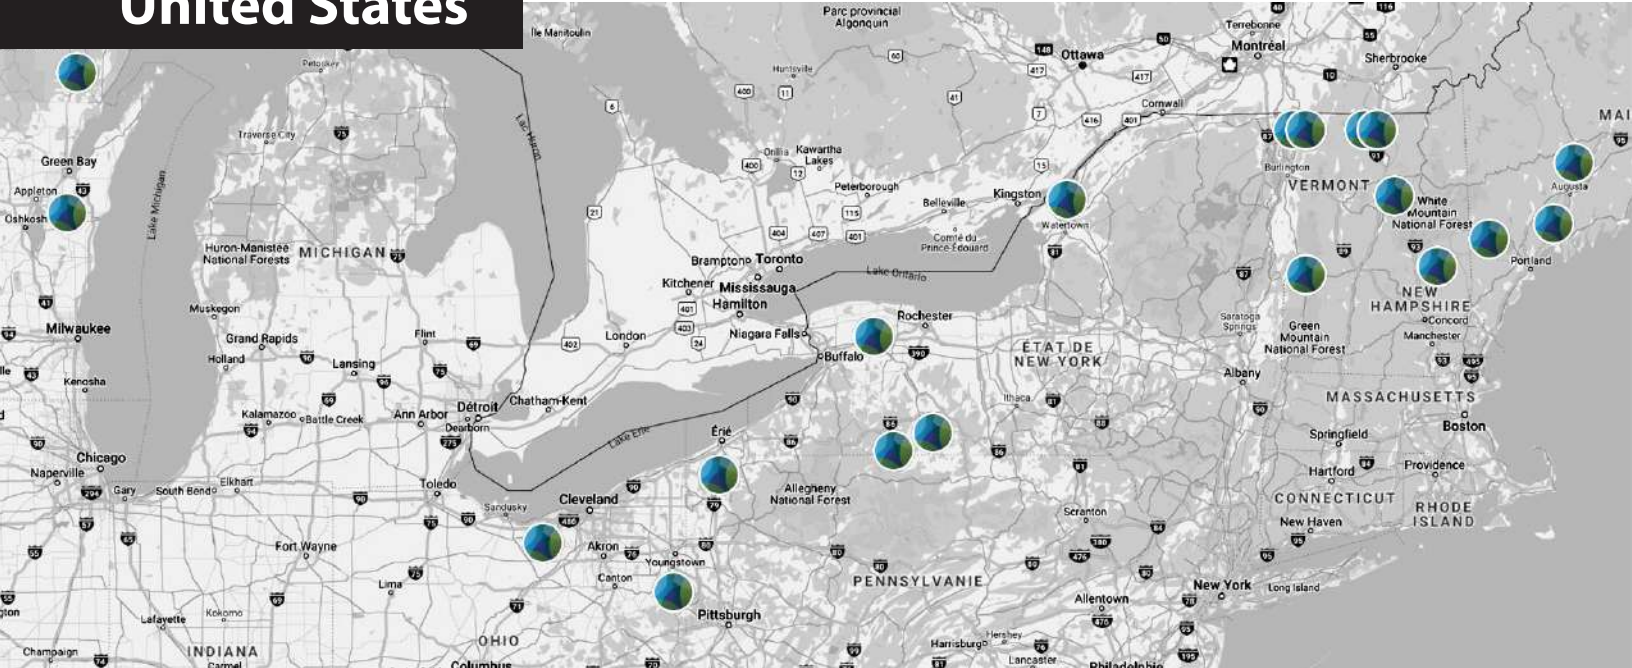 United States
Parc provincial
Algonquin
Île Manitoulin
Terrebonne
Montréal
Ottawa
Sherbrooke
Petoskey
Huntsville
Cornwall
Lac Huron
MAI
Traverse City
Green Bay
Appleton
Oshkosh
Lake Michigan
Orillia
Kawartha
Lakes
Peterborough
Belleville
Kingston
Comté du
Prince-Édouard
Watertown
Burlington
VERMONT
White
Mountain
National Forest
Augusta
Portland
Huron-Manistee
National Forests
MICHIGAN
Brampton
Toronto
Lake Ontario
Kitchener
Mississauga
Hamilton
NEW
HAMPSHIRE
Concord
Manchester
Muskegon
Milwaukee
Grand Rapids
Holland
Flint
Lansing
London
Niagara Falls
Rochester
Buffalo
ÉTAT DE
NEW YORK
Saratoga
Springs
Green
Mountain
National Forest
Albany
Kenosha
Kalamazoo
Battle Creek
Ann Arbor
Détroit
Dearborn
Chatham-Kent
Ithaca
MASSACHUSETTS
Boston
Springfield
Lake Erie
Érié
Chicago
Naperville
Gary
South Bend
Elkhart
Toledo
Sandusky
Cleveland
Allegheny
National Forest
Hartford
Providence
CONNECTICUT
RHODE
ISLAND
New Haven
Scranton
Fort Wayne
Akron
Youngstown
Canton
Lima
PENNSYLVANIE
New York
Long Island
Allentown
Lafayette
Kokomo
Pittsburgh
Champaign
INDIANA
Carmel
OHIO
Columbus
Harrisburg
Hershey
Lancaster
Philadelphie